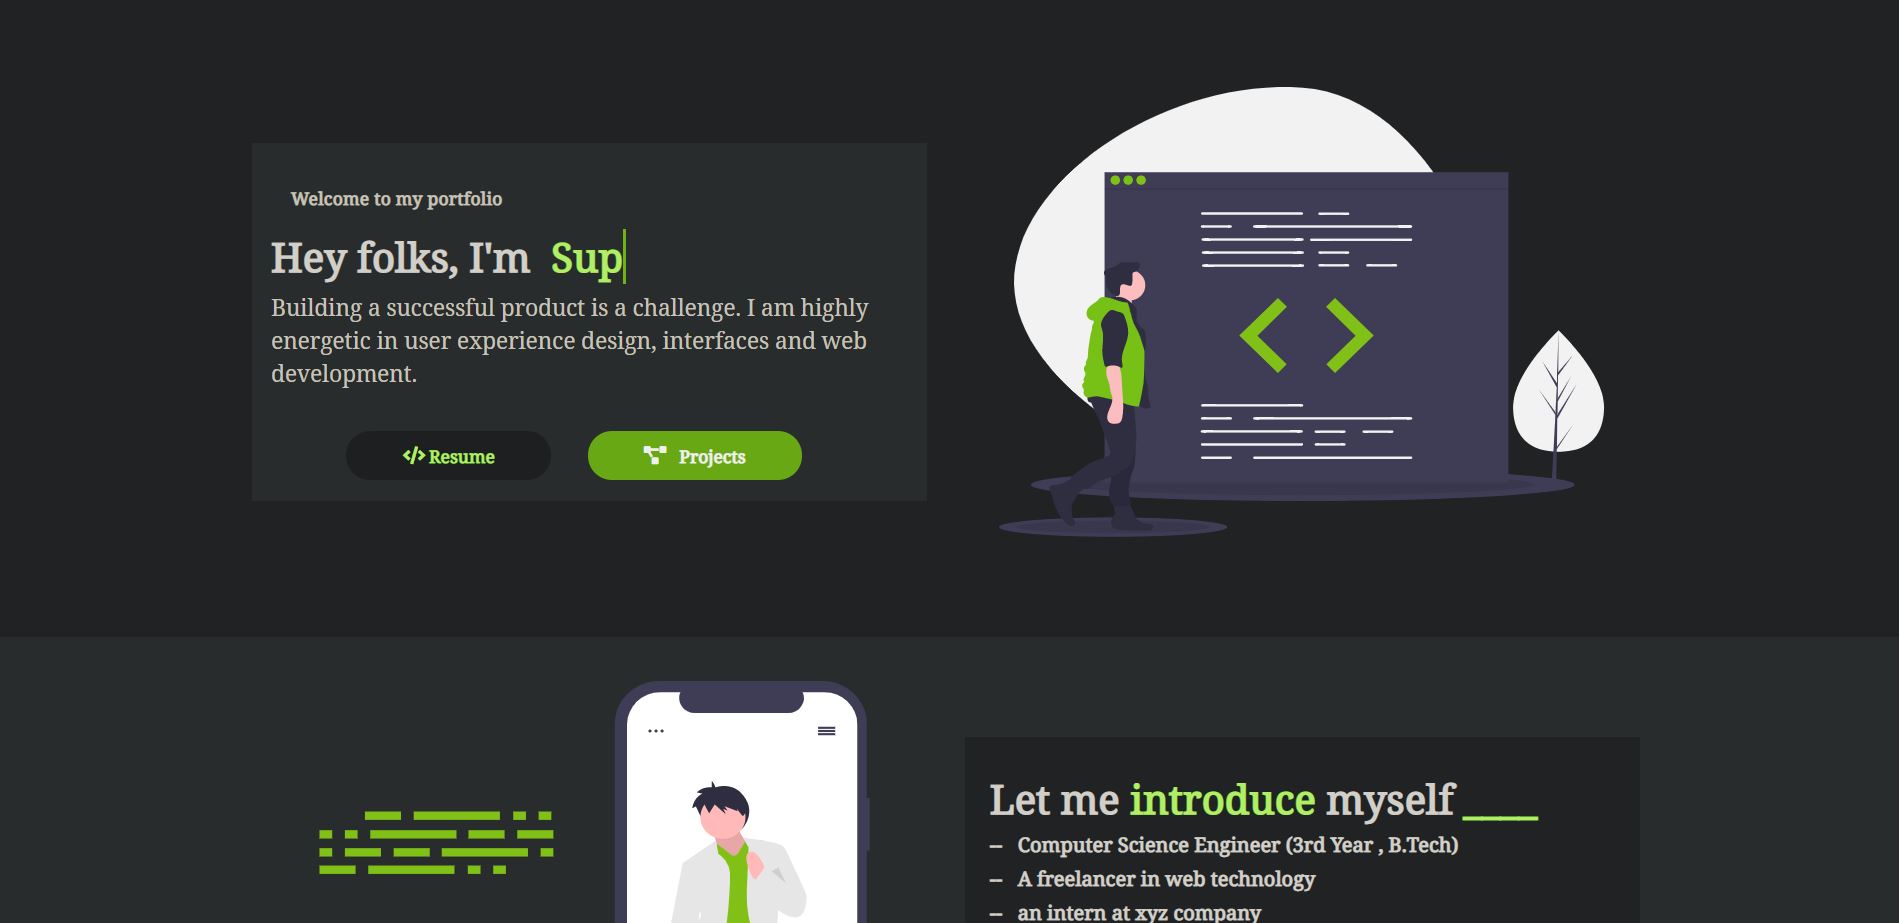 Welcome to my portfolio
Hey folks, I'm Sup
Building a successful product is a challenge. I am highly
energetic in user experience design, interfaces and web
development.
Resume
Projects
Let me introduce myself ____
– Computer Science Engineer (3rd Year , B.Tech)
– A freelancer in web technology
– an intern at xyz company